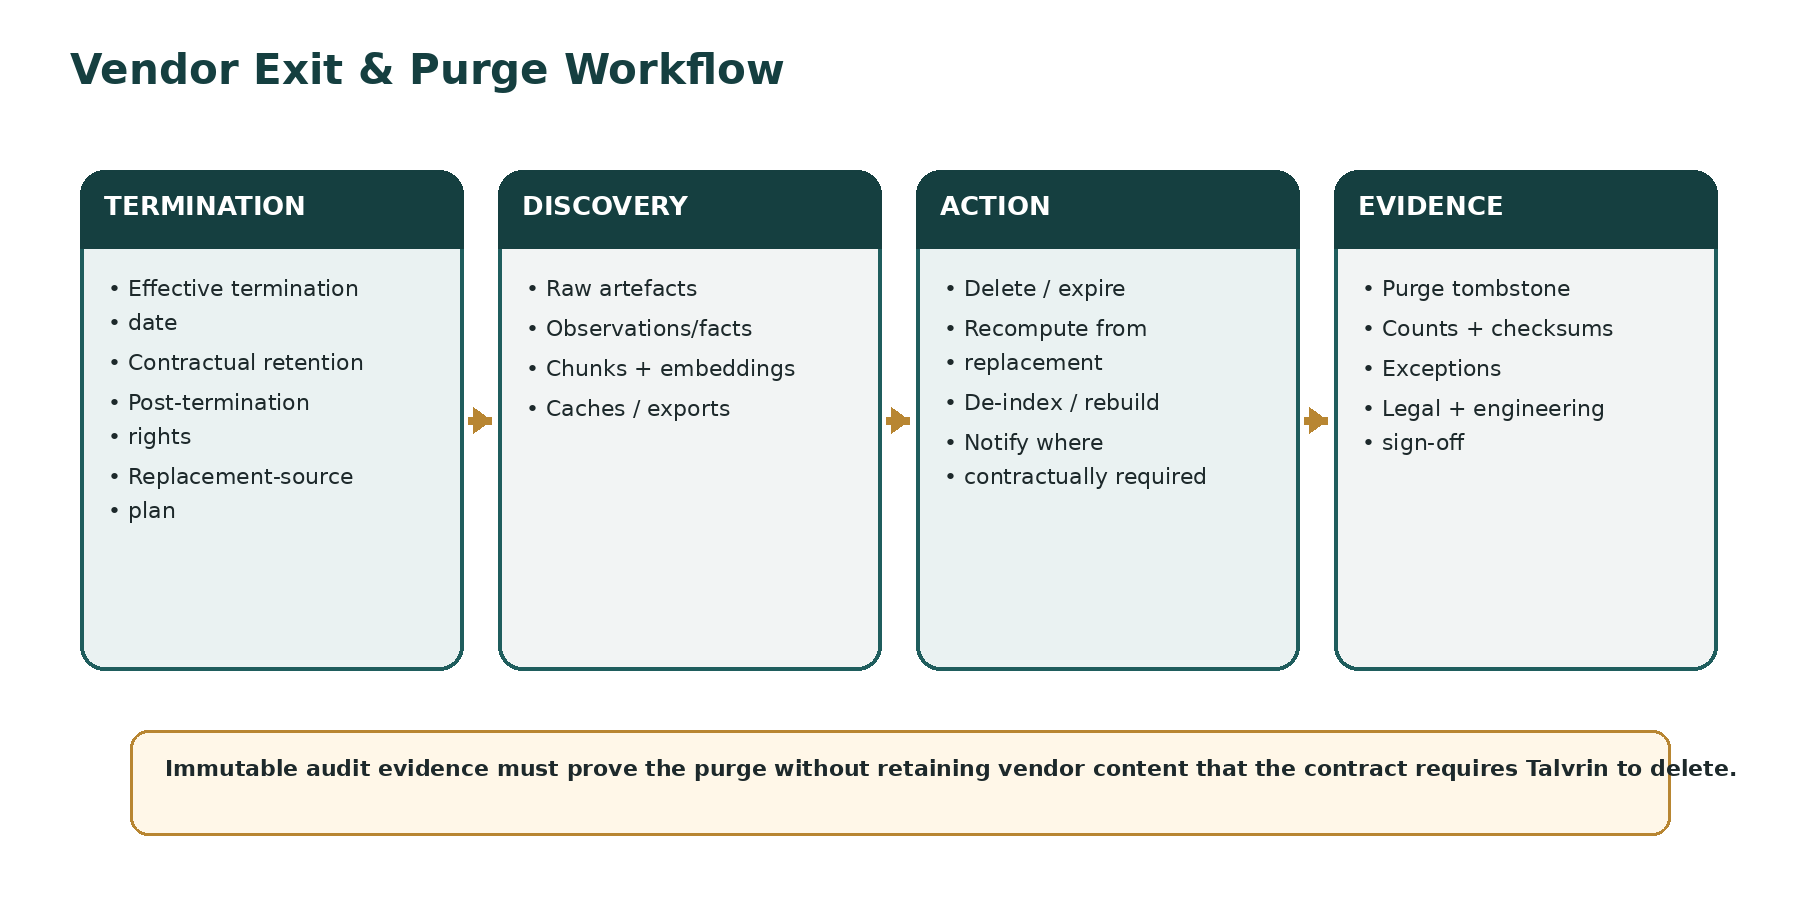 Vendor Exit & Purge Workflow
TERMINATION
• Effective termination
• date
• Contractual retention
• Post-termination
• rights
• Replacement-source
• plan
DISCOVERY
• Raw artefacts
• Observations/facts
• Chunks + embeddings
• Caches / exports
ACTION
• Delete / expire
• Recompute from
• replacement
• De-index / rebuild
• Notify where
• contractually required
EVIDENCE
• Purge tombstone
• Counts + checksums
• Exceptions
• Legal + engineering
• sign-off
Immutable audit evidence must prove the purge without retaining vendor content that the contract requires Talvrin to delete.